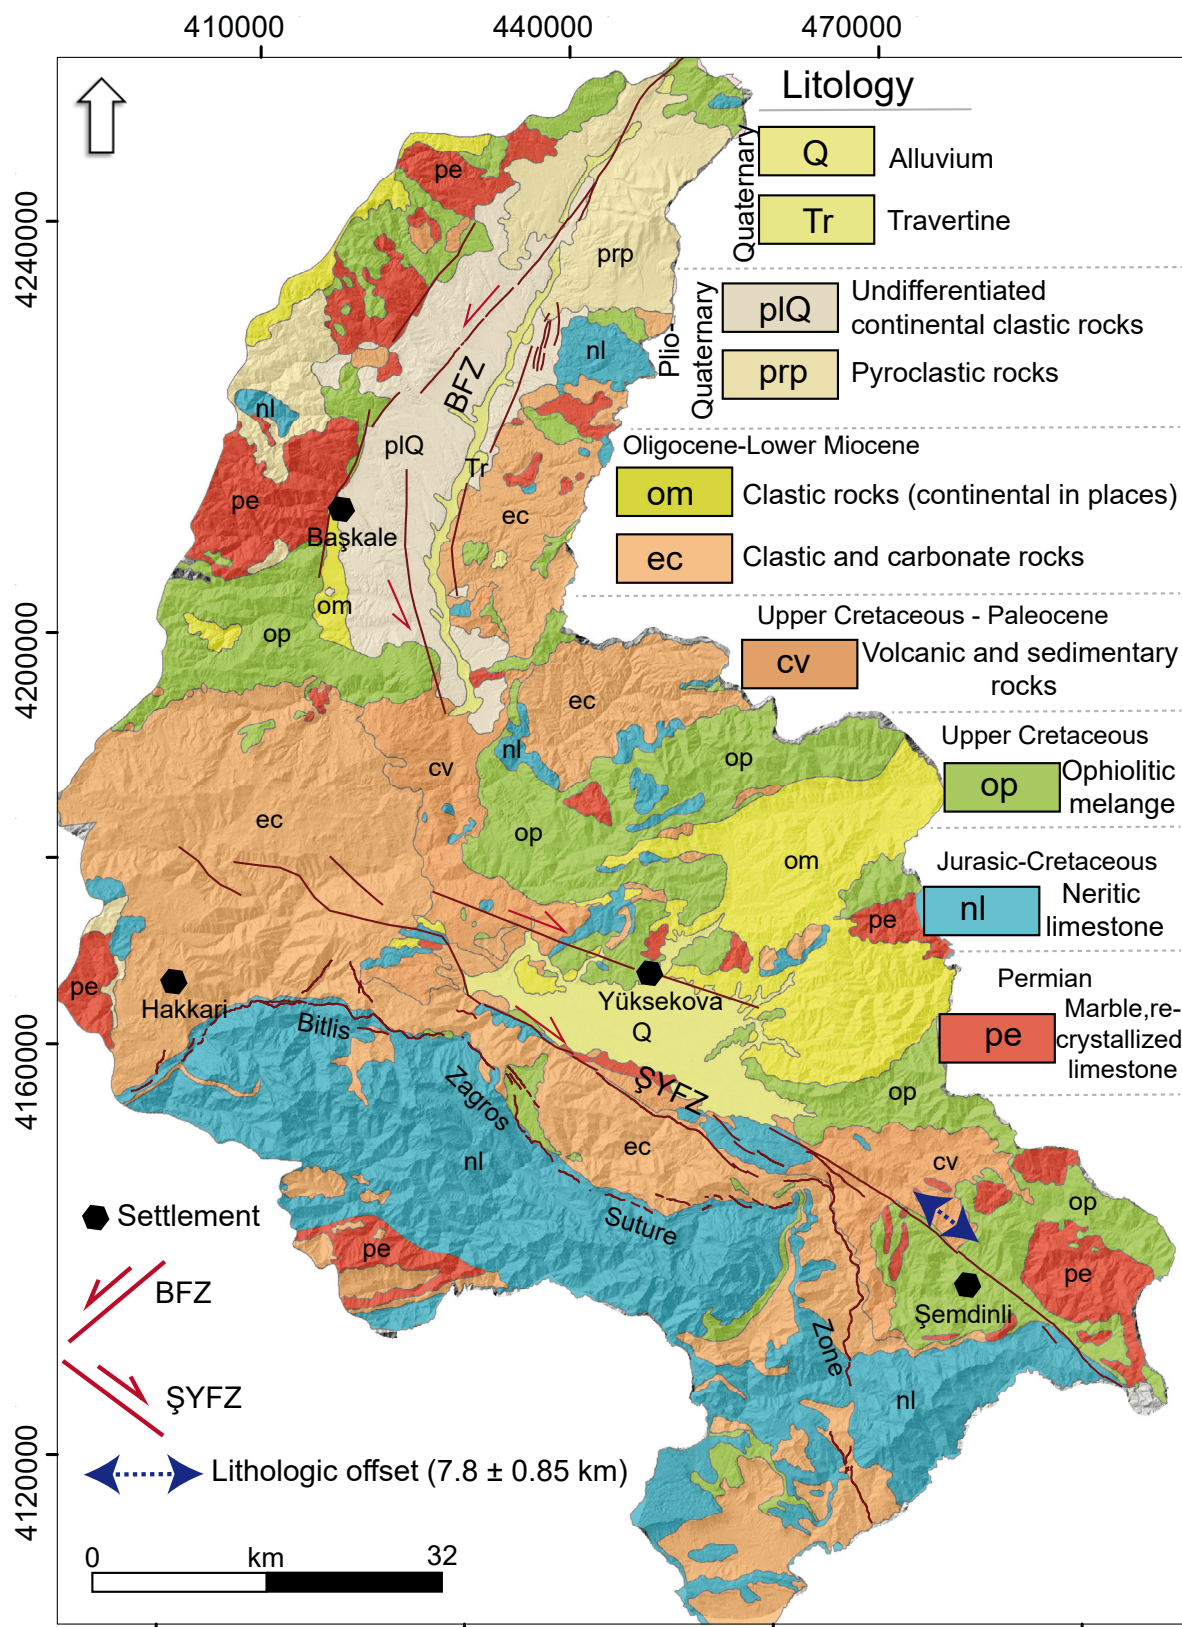 410000
440000
470000
4240000
4200000
4160000
4120000
Litology
Quaternary
Q
Alluvium
Tr
Travertine
Plio-
Quaternary
plQ
Undifferentiated
continental clastic rocks
prp
Pyroclastic rocks
Oligocene-Lower Miocene
om
Clastic rocks (continental in places)
ec
Clastic and carbonate rocks
Upper Cretaceous - Paleocene
cv
Volcanic and sedimentary
rocks
Upper Cretaceous
op
Ophiolitic
melange
Jurasic-Cretaceous
nl
Neritic
limestone
Permian
pe
Marble,re-
crystallized
limestone
pe
prp
nl
BFZ
nl
plQ
Tr
pe
ec
Başkale
om
op
ec
nl
op
cv
ec
op
om
pe
pe
Hakkari
Yüksekova
Q
Bitlis
Zagros
ŞYFZ
op
ec
nl
cv
op
Suture
pe
pe
Şemdinli
Zone
nl
Settlement
BFZ
ŞYFZ
Lithologic offset (7.8 ± 0.85 km)
0
km
32